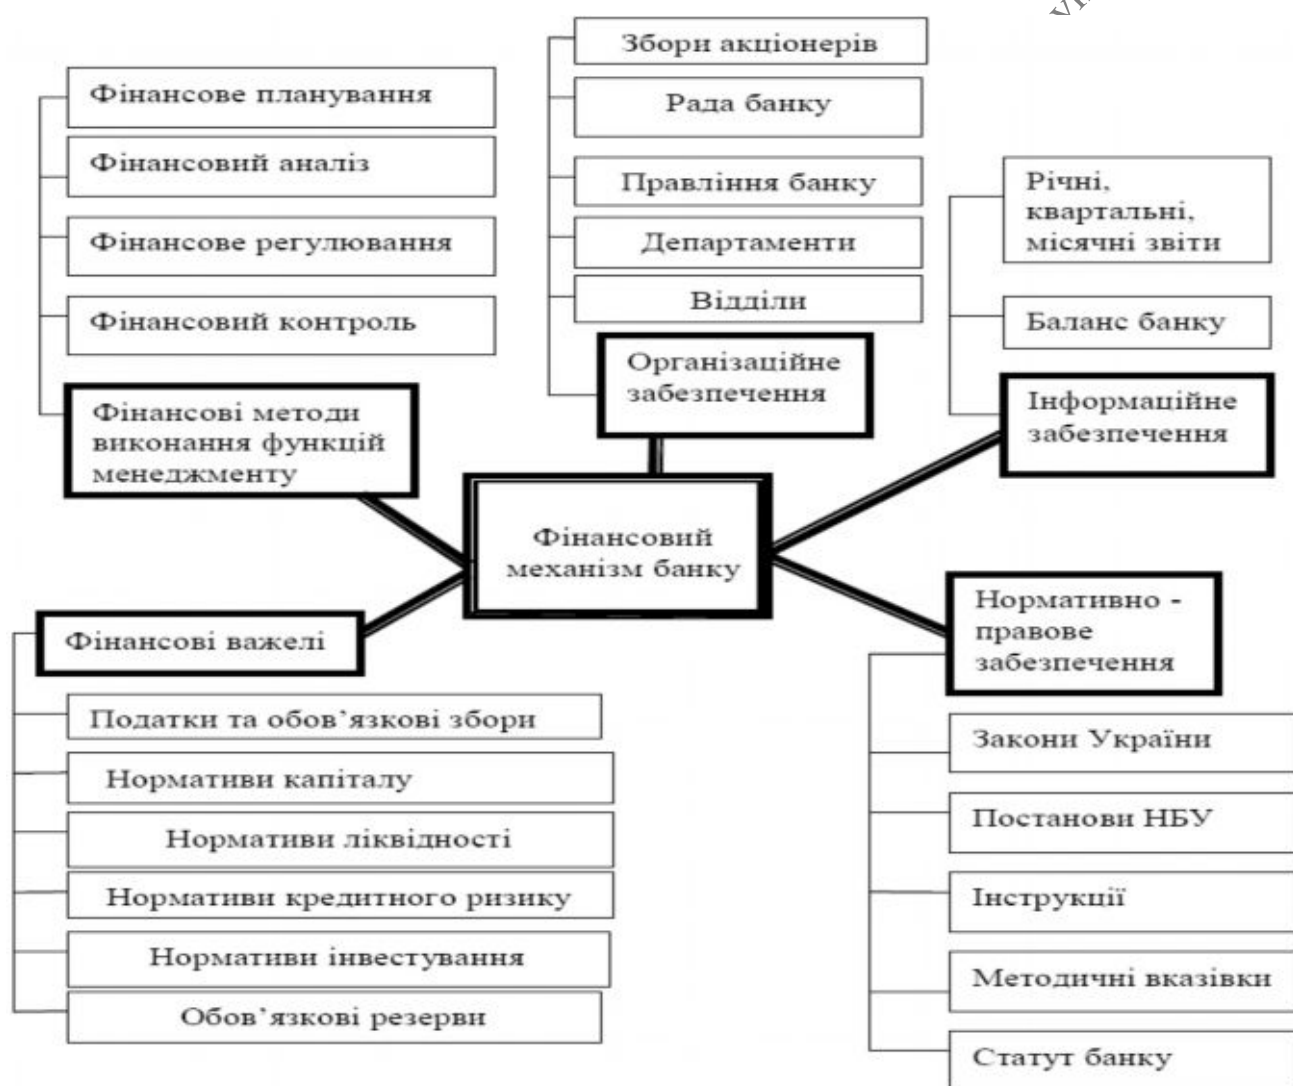 Збори акціонерів
Рада банку
Правління банку
Департаменти
Відділи
Організаційне
забезпечення
Фінансове планування
Фінансовий аналіз
Фінансове регулювання
Фінансовий контроль
Фінансові методи
виконання функцій
менеджменту
Річні,
квартальні,
місячні звіти
Баланс банку
Інформаційне
забезпечення
Фінансовий
механізм банку
Фінансові важелі
Податки та обов’язкові збори
Нормативи капіталу
Нормативи ліквідності
Нормативи кредитного ризику
Нормативи інвестування
Обов’язкові резерви
Нормативно -
правове
забезпечення
Закони України
Постанови НБУ
Інструкції
Методичні вказівки
Статут банку